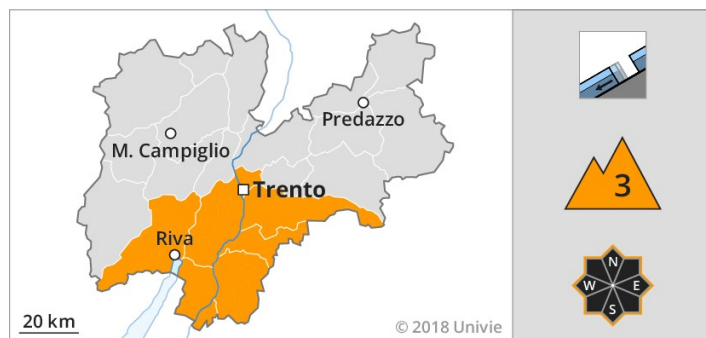 Predazzo
M. Campiglio
Trento
Riva
20 km
© 2018 Univie
3
N
W E
S